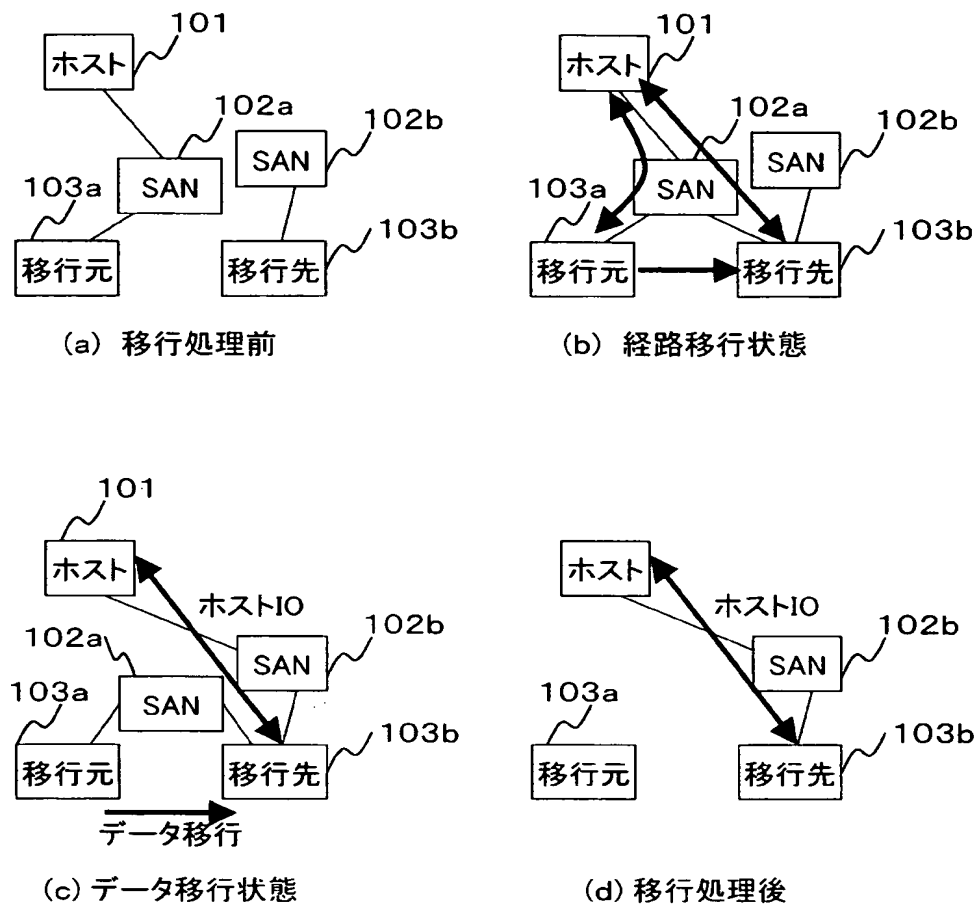 101
ホスト
102a
102b
SAN
SAN
103a
103b
移行元
移行先
(a) 移行処理前
101
ホスト
102a
102b
SAN
SAN
103a
103b
移行元
移行先
(b) 経路移行状態
101
ホスト
ホストIO
102a
102b
SAN
SAN
103a
103b
移行元
移行先
データ移行
(c) データ移行状態
ホスト
ホストIO
102b
SAN
103a
103b
移行元
移行先
(d) 移行処理後